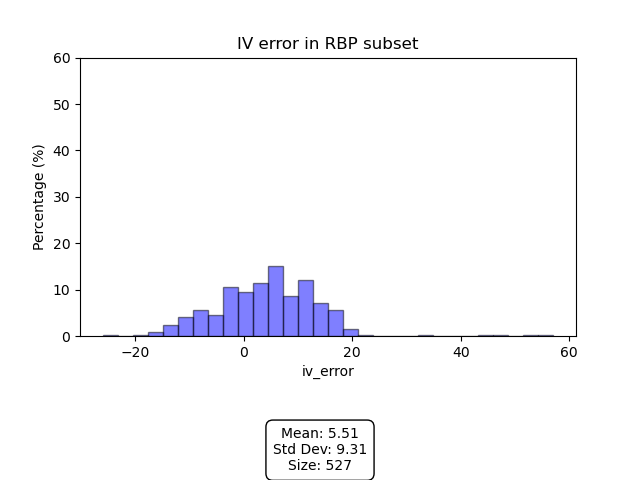 IV error in RBP subset
60
50
40
30
20
10
0
Percentage (%)
−20
0
20
40
60
iv_error
Mean: 5.51
Std Dev: 9.31
Size: 527